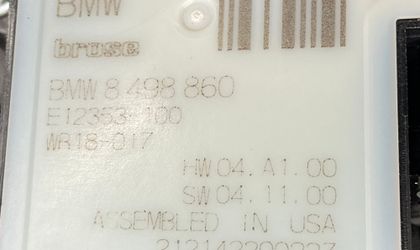 BMW
brose
BMW 8 498 860
E12353-100
WR18-017
HW 04.A1.00
SW 04.11.00
ASSEMBLED IN USA